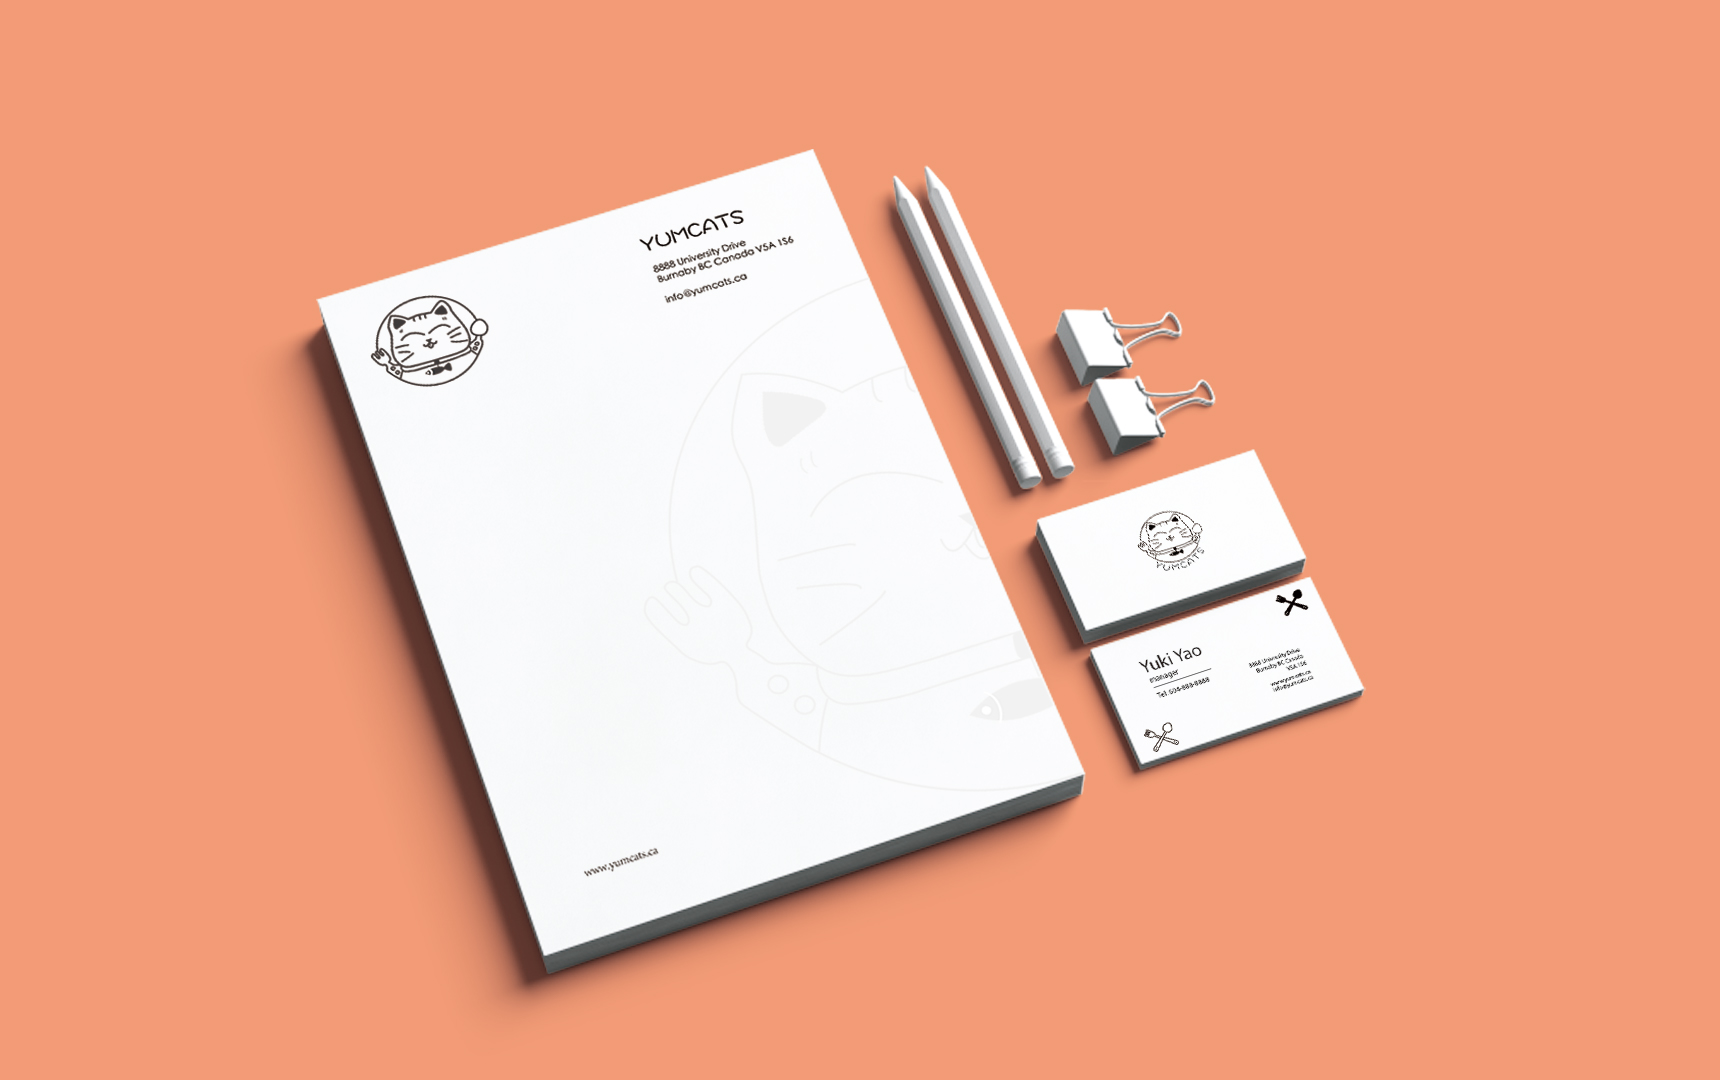 YUMCATS
8888 University Drive
Burnaby BC Canada V5A 1S6
info@yumcats.ca
www.yumcats.ca
YUMCATS
Yuki Yao
manager
Tel: 604-888-8888
8888 University Drive
Burnaby BC Canada
V5A 1S6
www.yumcats.ca
info@yumcats.ca